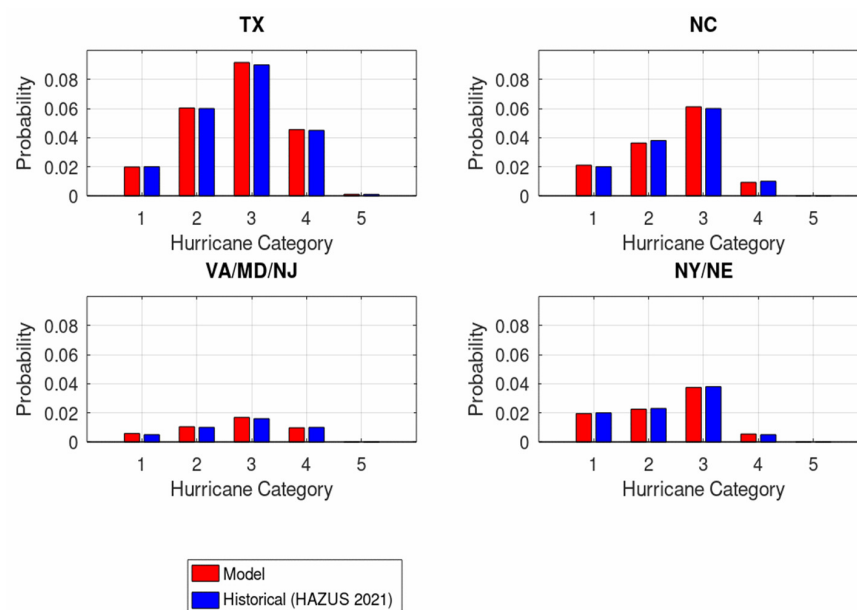 TX
Probability
0.08
0.06
0.04
0.02
0
1 2 3 4 5
Hurricane Category
NC
Probability
0.08
0.06
0.04
0.02
0
1 2 3 4 5
Hurricane Category
VA/MD/NJ
Probability
0.08
0.06
0.04
0.02
0
1 2 3 4 5
Hurricane Category
NY/NE
Probability
0.08
0.06
0.04
0.02
0
1 2 3 4 5
Hurricane Category
Model
Historical (HAZUS 2021)